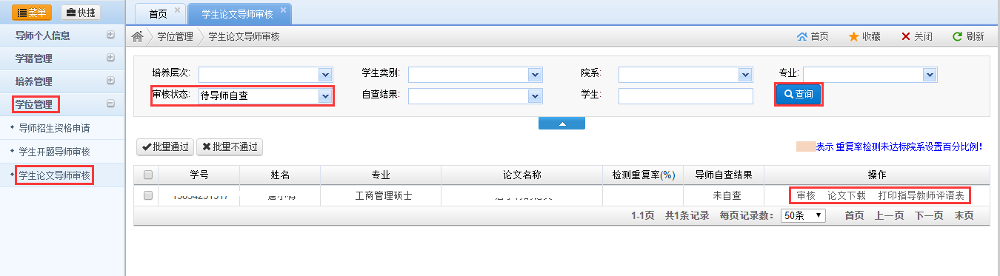 菜单 快捷
首页 学生论文导师审核
导师个人信息
学籍管理
培养管理
学位管理
导师招生资格申请
学生开题导师审核
学生论文导师审核
学位管理 学生论文导师审核
首页 收藏 关闭 刷新
培养层次: 学生类别: 院系: 专业:
审核状态: 待导师自查 自查结果: 学生: 查询
批量通过 批量不通过
表示 重复率检测未达标院系设置百分比例!
学号 姓名 专业 论文名称 检测重复率(%) 导师自查结果 操作
工商管理硕士 未自查 审核 论文下载 打印指导教师评语表
1-1页 共1条记录 每页记录数: 50条 首页 上一页 下一页 末页